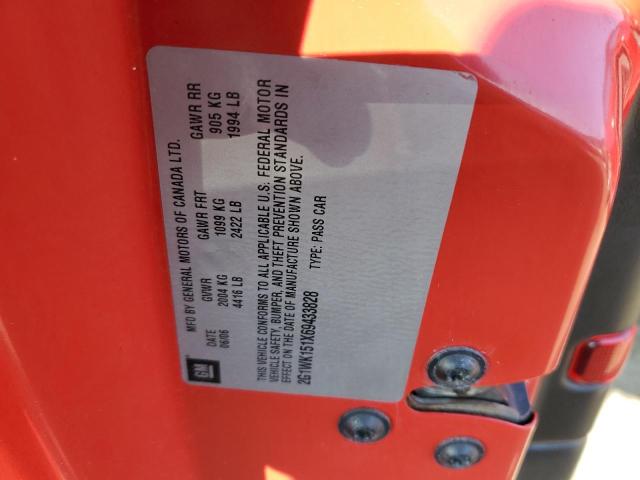 MFD BY GENERAL MOTORS OF CANADA LTD.
DATE GVWR GAWR FRT GAWR RR
06/06 2004 KG 1099 KG 905 KG
4416 LB 2422 LB 1994 LB
GM
THIS VEHICLE CONFORMS TO ALL APPLICABLE U.S. FEDERAL MOTOR
VEHICLE SAFETY, BUMPER, AND THEFT PREVENTION STANDARDS IN
EFFECT ON THE DATE OF MANUFACTURE SHOWN ABOVE.
2G1WK151X69433828 TYPE: PASS CAR